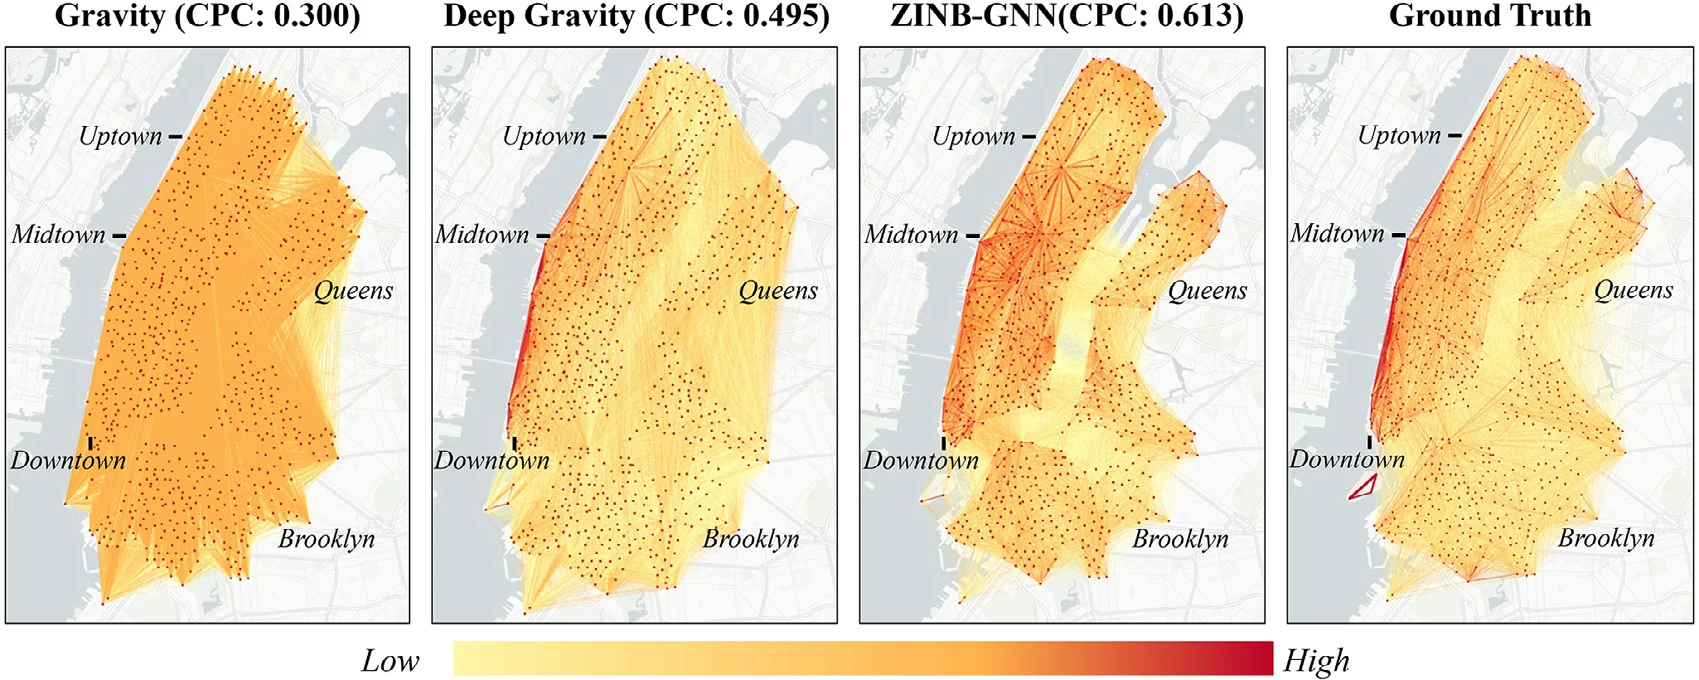 Gravity (CPC: 0.300)
Deep Gravity (CPC: 0.495)
ZINB-GNN(CPC: 0.613)
Ground Truth
Uptown
Midtown
Queens
Downtown
Brooklyn
Uptown
Midtown
Queens
Downtown
Brooklyn
Uptown
Midtown
Queens
Downtown
Brooklyn
Uptown
Midtown
Queens
Downtown
Brooklyn
Low
High